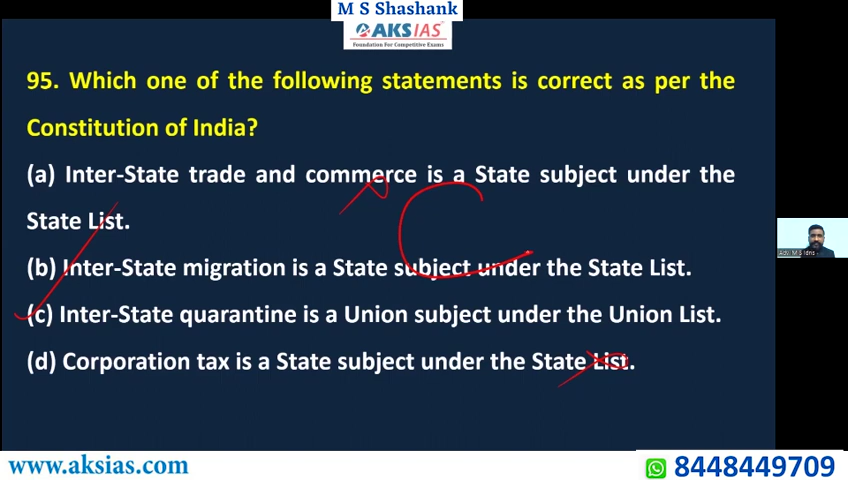 M S Shashank
AKS IAS
Foundation For Competitive Exams
95. Which one of the following statements is correct as per the
Constitution of India?
(a) Inter-State trade and commerce is a State subject under the
State List.
(b) Inter-State migration is a State subject under the State List.
(c) Inter-State quarantine is a Union subject under the Union List.
(d) Corporation tax is a State subject under the State List.
C
www.aksias.com
8448449709